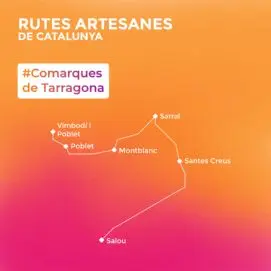 RUTES ARTESANES
DE CATALUNYA
#Comarques
de Tarragona
Sarral
Vimbodí i
Poblet
Poblet
Montblanc
Santes Creus
Salou